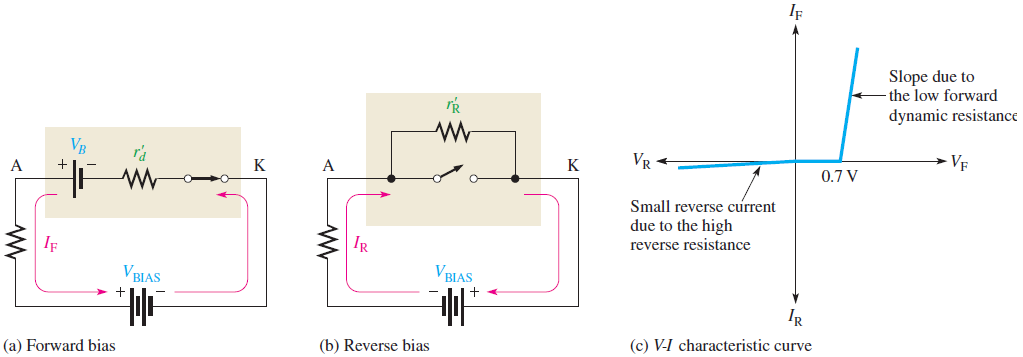 V_B
r'_d
A
+
−
K
I_F
V_BIAS
+
−
(a) Forward bias
r'_R
A
K
I_R
V_BIAS
−
+
(b) Reverse bias
I_F
Slope due to
the low forward
dynamic resistance
V_R
V_F
0.7 V
Small reverse current
due to the high
reverse resistance
I_R
(c) V-I characteristic curve